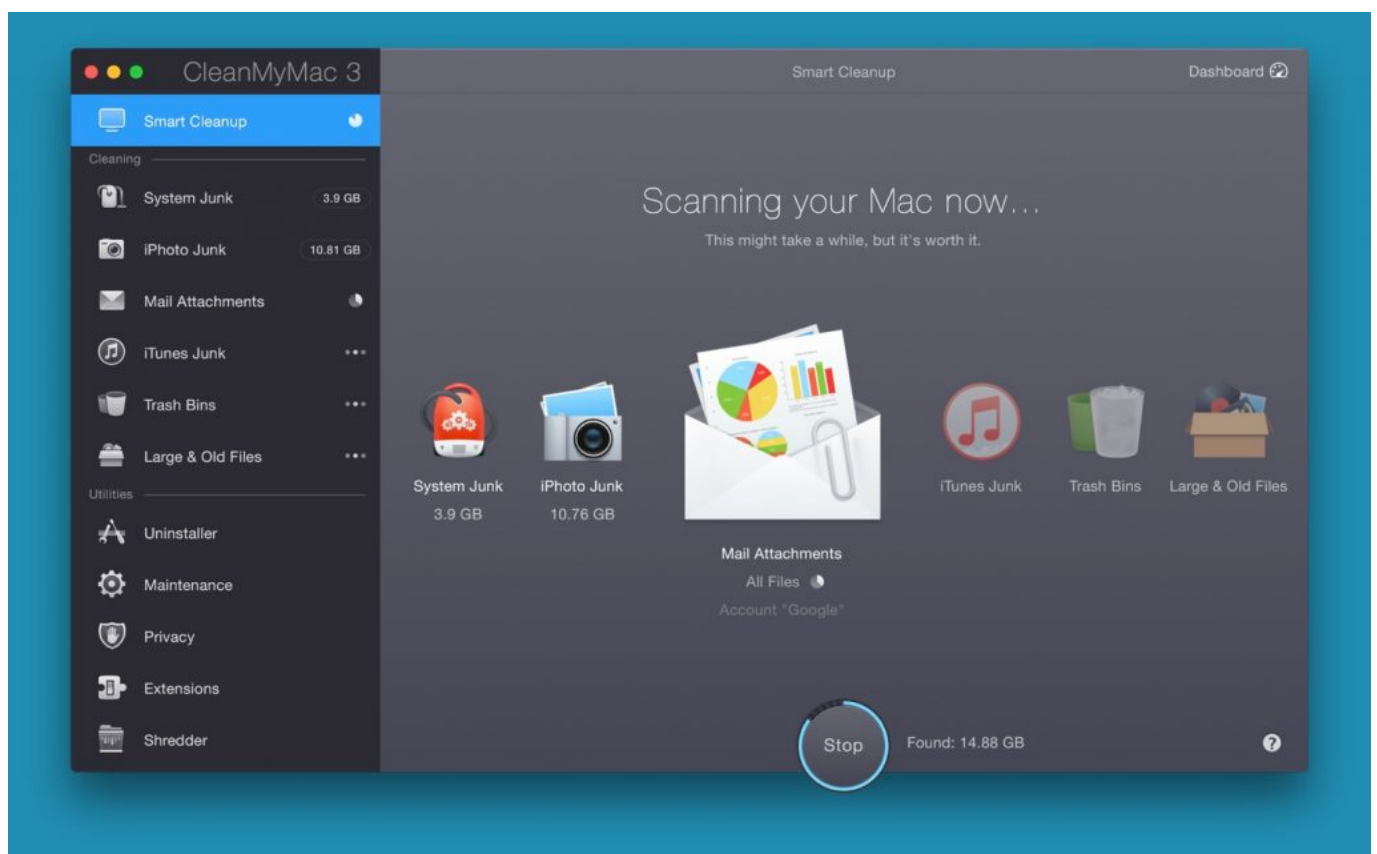 CleanMyMac 3
Smart Cleanup
Dashboard
Smart Cleanup
Cleaning
System Junk 3.9 GB
iPhoto Junk 10.81 GB
Mail Attachments
iTunes Junk
Trash Bins
Large & Old Files
Utilities
Uninstaller
Maintenance
Privacy
Extensions
Shredder
Scanning your Mac now...
This might take a while, but it's worth it.
System Junk
3.9 GB
iPhoto Junk
10.76 GB
Mail Attachments
All Files
Account "Google"
iTunes Junk
Trash Bins
Large & Old Files
Stop
Found: 14.88 GB
?